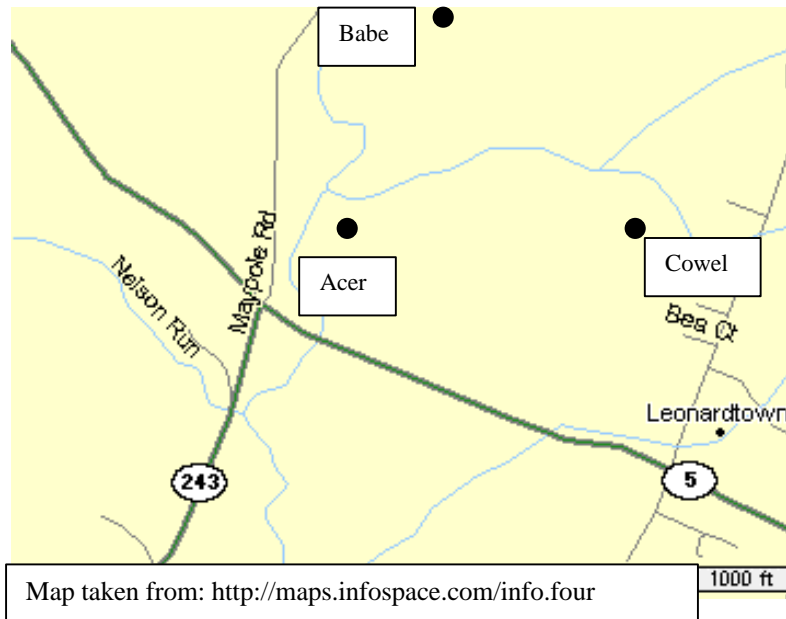 Babe
Maypole Rd
Acer
Cowel
Nelson Run
Bea Ct
Leonardtown
243
5
1000 ft
Map taken from: http://maps.infospace.com/info.four